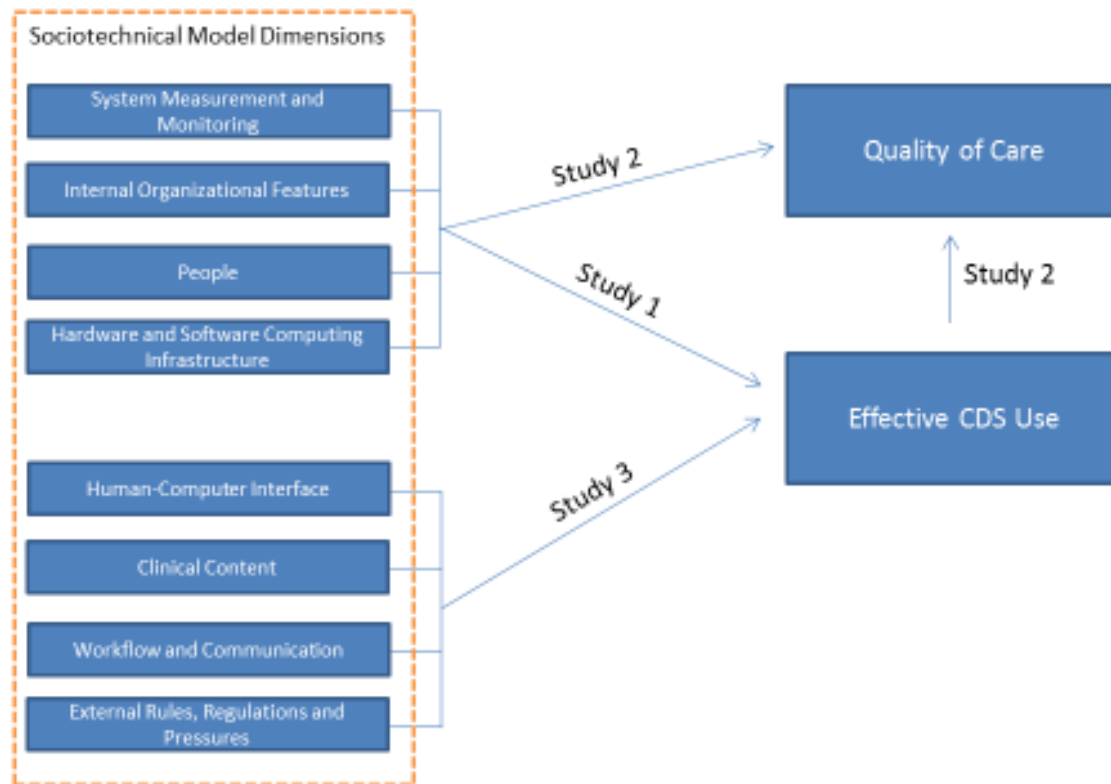 Sociotechnical Model Dimensions
System Measurement and
Monitoring
Internal Organizational Features
People
Hardware and Software Computing
Infrastructure
Human-Computer Interface
Clinical Content
Workflow and Communication
External Rules, Regulations and
Pressures
Study 2
Study 1
Study 3
Quality of Care
Study 2
Effective CDS Use